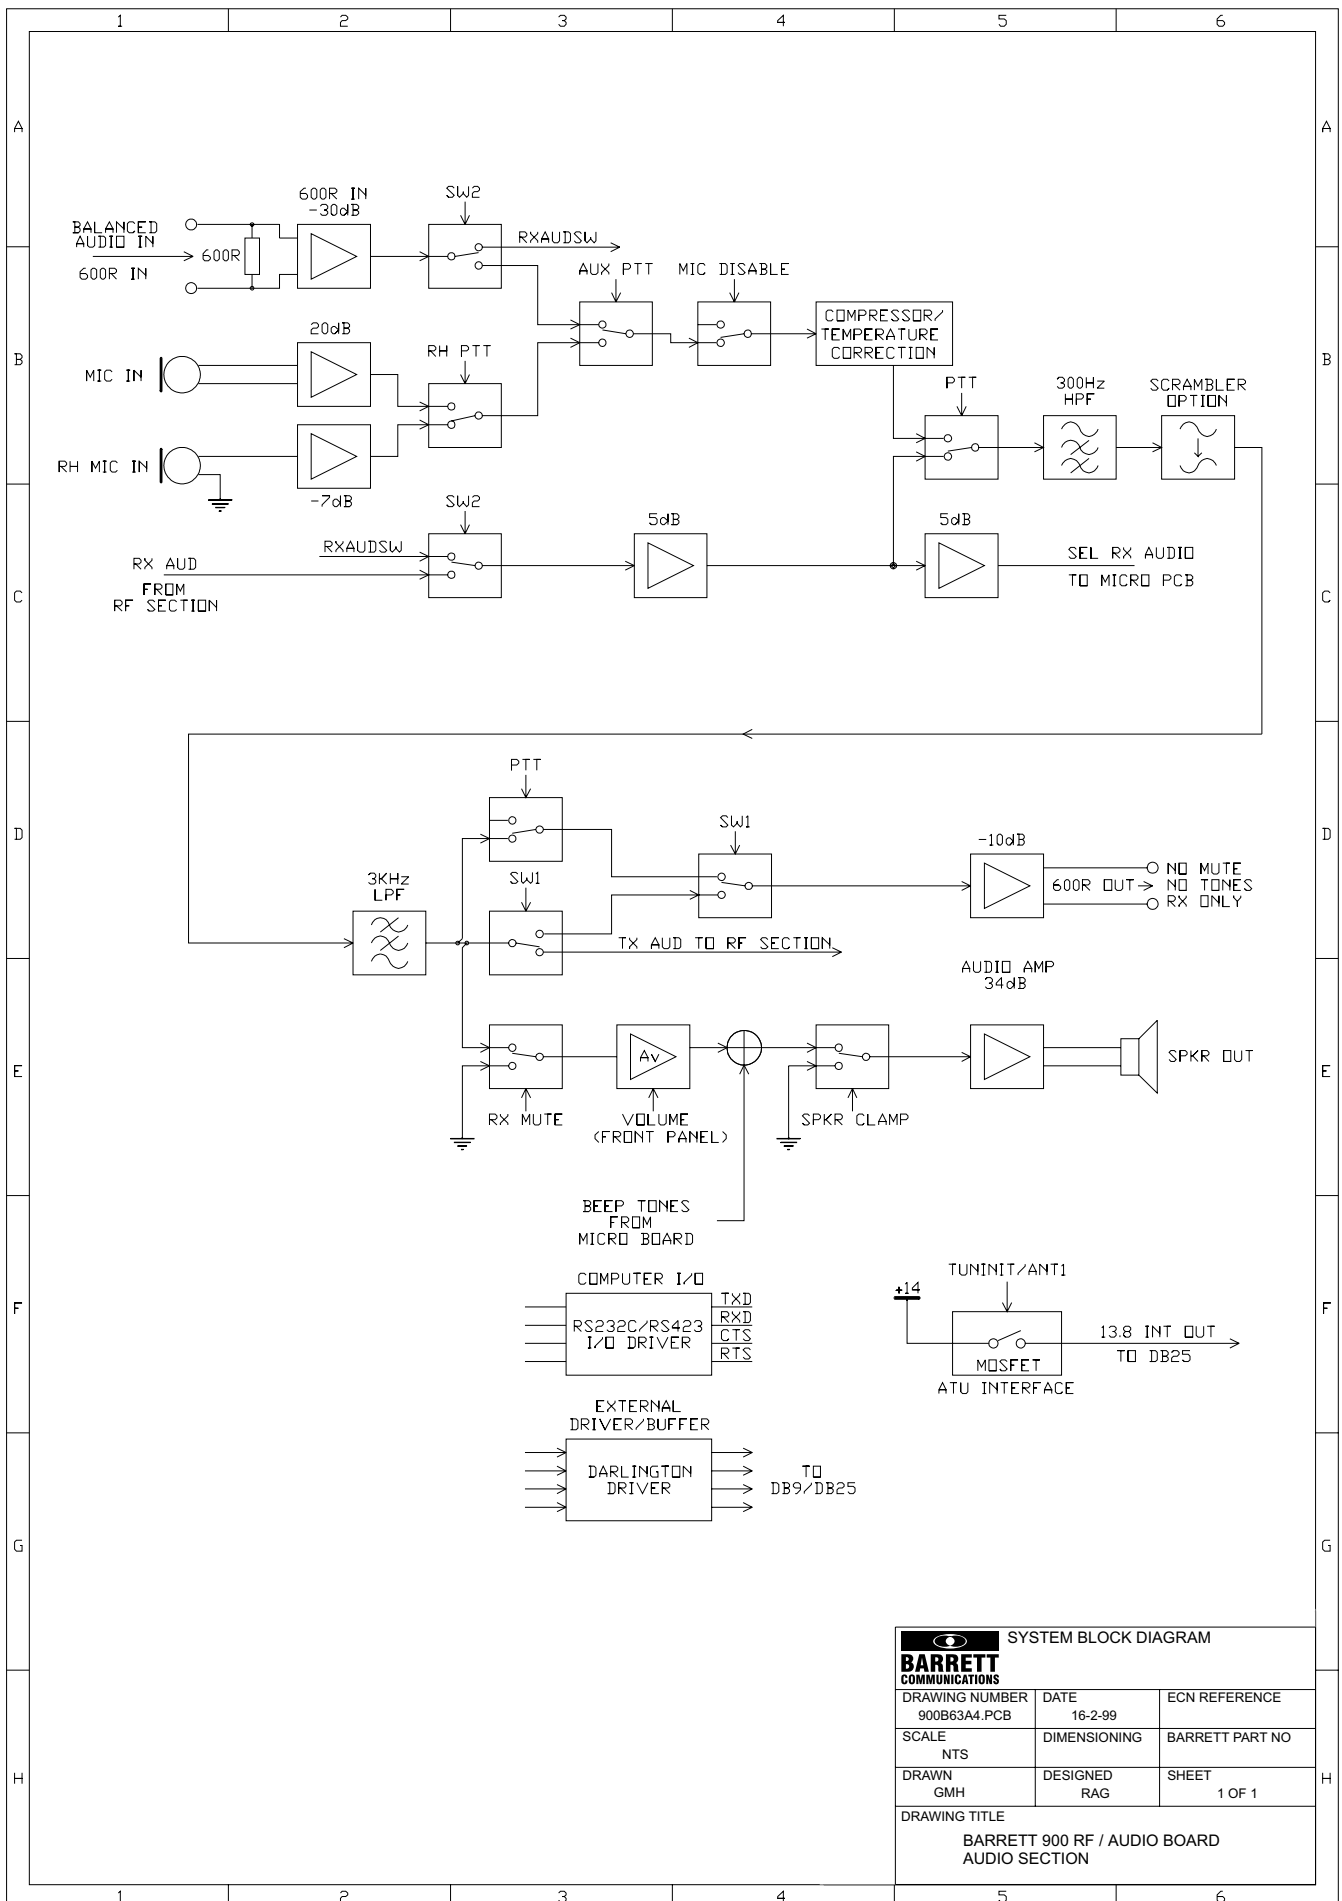 1 2 3 4 5 6
A A
600R IN
-30dB
SW2
BALANCED
AUDIO IN
600R IN
600R
RXAUDSW
AUX PTT
MIC DISABLE
B B
20dB
RH PTT
COMPRESSOR/
TEMPERATURE
CORRECTION
MIC IN
PTT
300Hz
HPF
SCRAMBLER
OPTION
RH MIC IN
-7dB
SW2
5dB
5dB
RXAUDSW
RX AUD
FROM
RF SECTION
SEL RX AUDIO
TO MICRO PCB
C C
PTT
SW1
-10dB
D D
3KHz
LPF
SW1
600R OUT
NO MUTE
NO TONES
RX ONLY
TX AUD TO RF SECTION
AUDIO AMP
34dB
Av
SPKR OUT
E E
RX MUTE
VOLUME
(FRONT PANEL)
SPKR CLAMP
BEEP TONES
FROM
MICRO BOARD
COMPUTER I/O
RS232C/RS423
I/O DRIVER
TXD
RXD
CTS
RTS
TUNINIT/ANT1
+14
MOSFET
ATU INTERFACE
13.8 INT OUT
TO DB25
F F
EXTERNAL
DRIVER/BUFFER
DARLINGTON
DRIVER
TO
DB9/DB25
G G
BARRETT
COMMUNICATIONS
SYSTEM BLOCK DIAGRAM
DRAWING NUMBER
900B63A4.PCB
DATE
16-2-99
ECN REFERENCE
SCALE
NTS
DIMENSIONING
BARRETT PART NO
DRAWN
GMH
DESIGNED
RAG
SHEET
1 OF 1
H H
DRAWING TITLE
BARRETT 900 RF / AUDIO BOARD
AUDIO SECTION
1 2 3 4 5 6